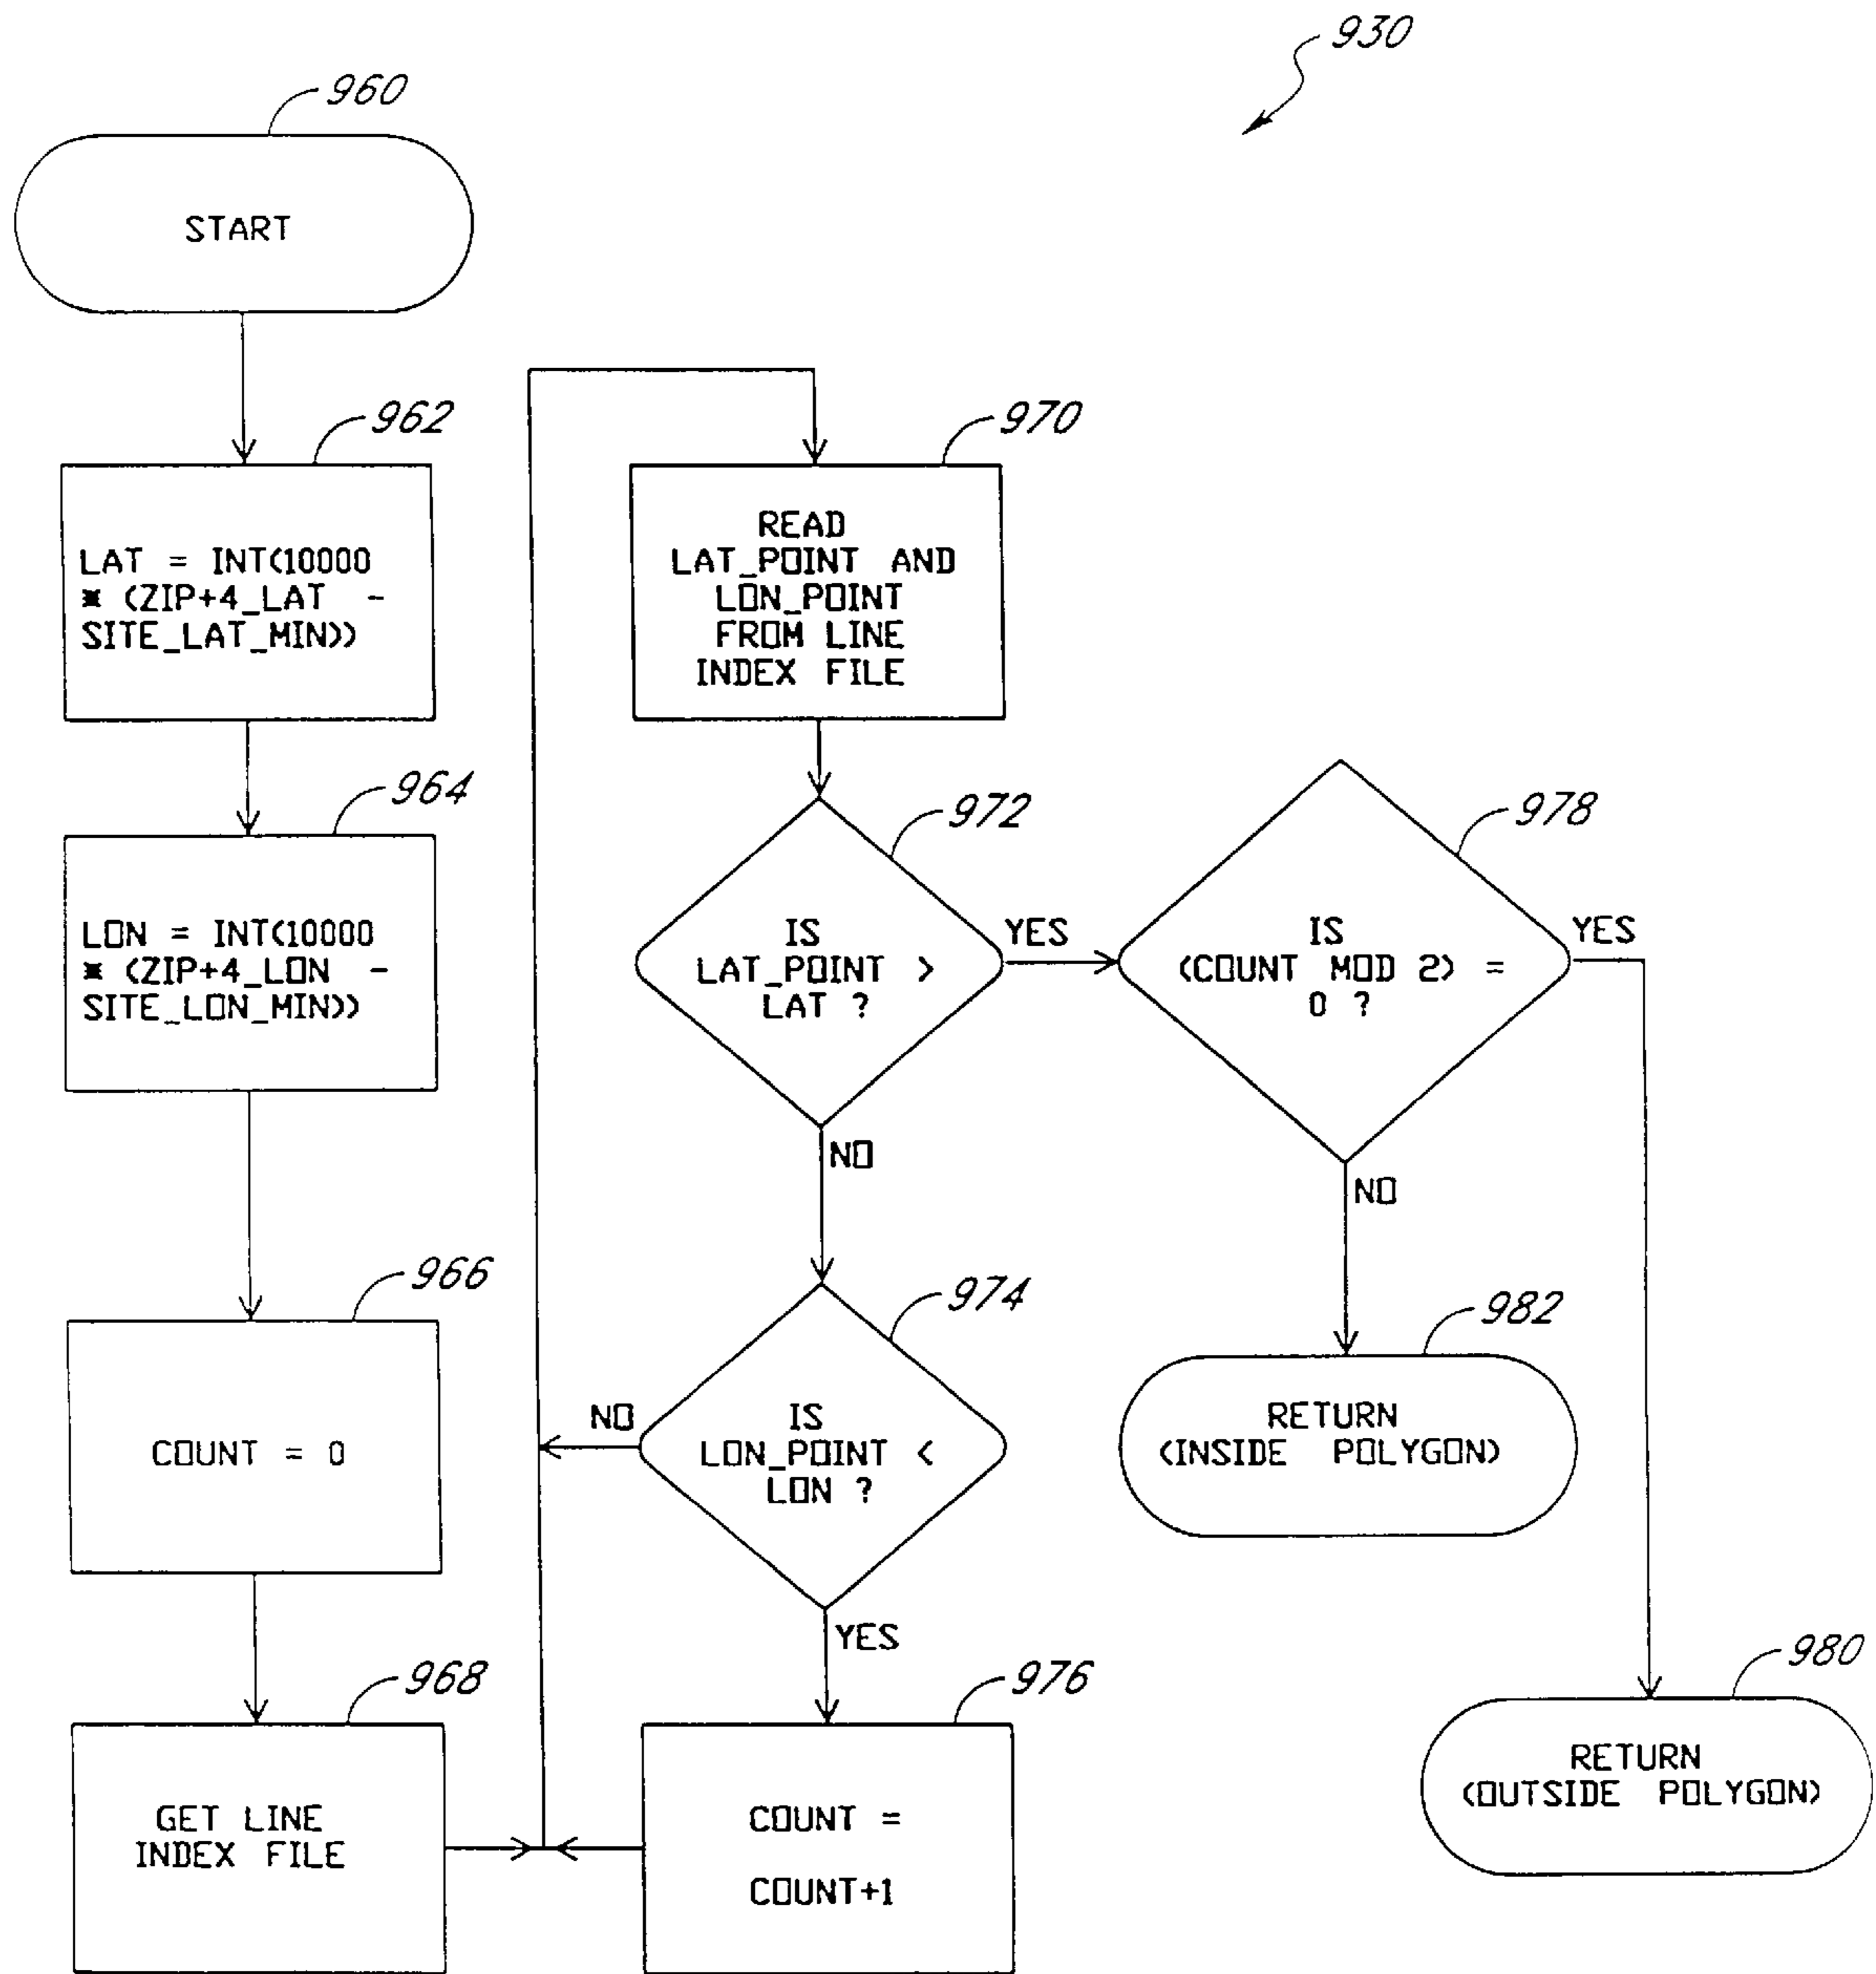 930
960
START
962
LAT = INT(10000
* (ZIP+4_LAT -
SITE_LAT_MIN))
964
LON = INT(10000
* (ZIP+4_LON -
SITE_LON_MIN))
966
COUNT = 0
968
GET LINE
INDEX FILE
970
READ
LAT_POINT AND
LON_POINT
FROM LINE
INDEX FILE
972
IS
LAT_POINT >
LAT ?
YES
NO
974
IS
LON_POINT <
LON ?
NO
YES
976
COUNT =
COUNT+1
978
IS
(COUNT MOD 2) =
0 ?
YES
NO
982
RETURN
(INSIDE POLYGON)
980
RETURN
(OUTSIDE POLYGON)